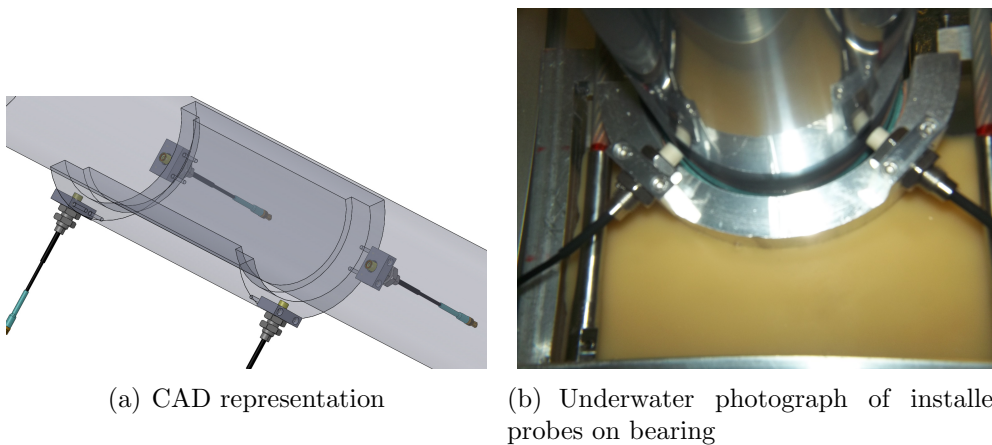 (a) CAD representation
(b) Underwater photograph of installe
probes on bearing